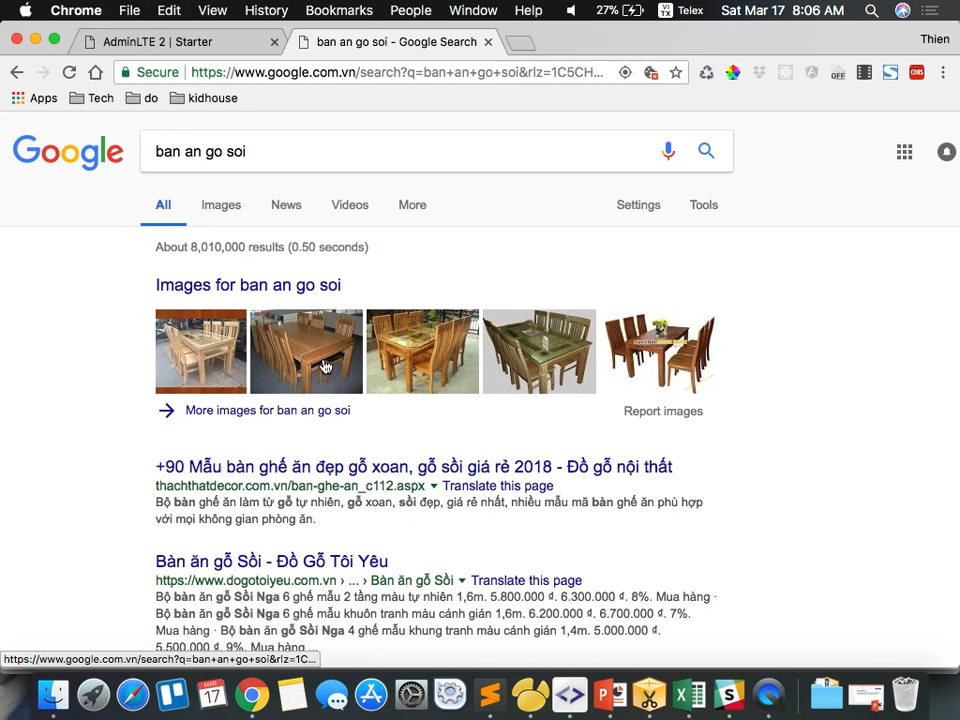 Chrome File Edit View History Bookmarks People Window Help 27% VI TX Telex Sat Mar 17 8:06 AM
AdminLTE 2 | Starter
ban an go soi - Google Search
Thien
Secure https://www.google.com.vn/search?q=ban+an+go+soi&rlz=1C5CH...
OFF
CORS
Apps Tech do kidhouse
Google
ban an go soi
All Images News Videos More Settings Tools
About 8,010,000 results (0.50 seconds)
Images for ban an go soi
More images for ban an go soi
Report images
+90 Mẫu bàn ghế ăn đẹp gỗ xoan, gỗ sồi giá rẻ 2018 - Đồ gỗ nội thất
thachthatdecor.com.vn/ban-ghe-an_c112.aspx Translate this page
Bộ bàn ghế ăn làm từ gỗ tự nhiên, gỗ xoan, sồi đẹp, giá rẻ nhất, nhiều mẫu mã bàn ghế ăn phù hợp
với mọi không gian phòng ăn.
Bàn ăn gỗ Sồi - Đồ Gỗ Tôi Yêu
https://www.dogotoiyeu.com.vn › ... › Bàn ăn gỗ Sồi Translate this page
Bộ bàn ăn gỗ Sồi Nga 6 ghế mẫu 2 tầng màu tự nhiên 1,6m. 5.800.000 ₫. 6.300.000 ₫. 8%. Mua hàng ·
Bộ bàn ăn gỗ Sồi Nga 6 ghế mẫu khuôn tranh màu cánh gián 1,6m. 6.200.000 ₫. 6.700.000 ₫. 7%.
Mua hàng · Bộ bàn ăn gỗ Sồi Nga 4 ghế mẫu khung tranh màu cánh gián 1,4m. 5.000.000 ₫.
5.500.000 ₫. 9%. Mua hàng ...
https://www.google.com.vn/search?q=ban+an+go+soi&rlz=1C...
MAR
17